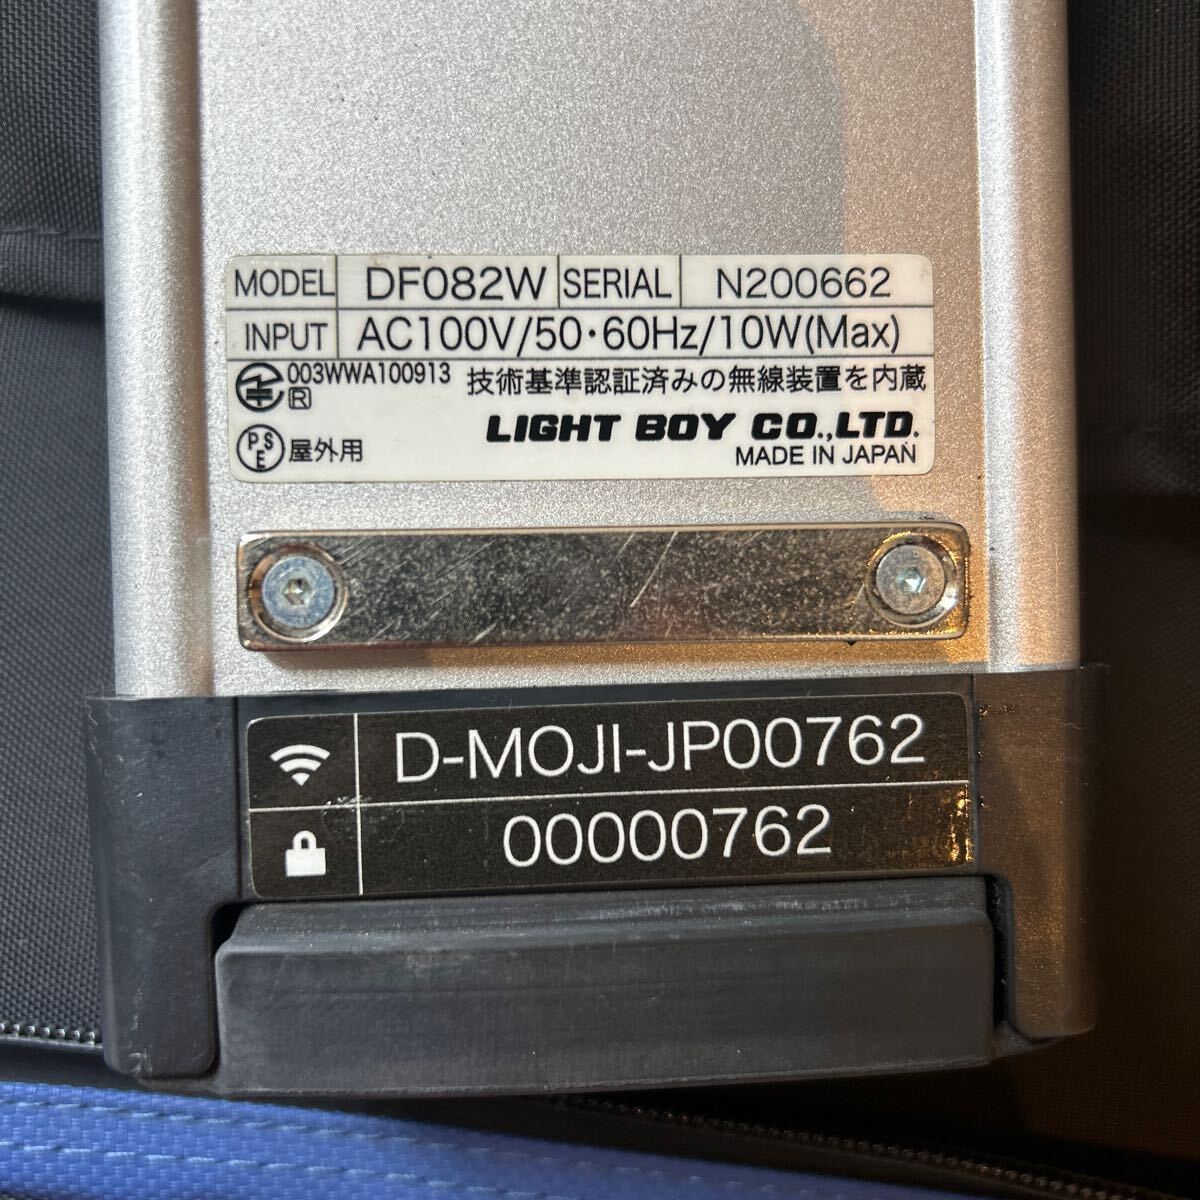 MODEL DF082W SERIAL N200662
INPUT AC100V/50·60Hz/10W(Max)
R 003WWA100913 技術基準認証済みの無線装置を内蔵
LIGHT BOY CO.,LTD.
PSE 屋外用 MADE IN JAPAN
D-MOJI-JP00762
00000762